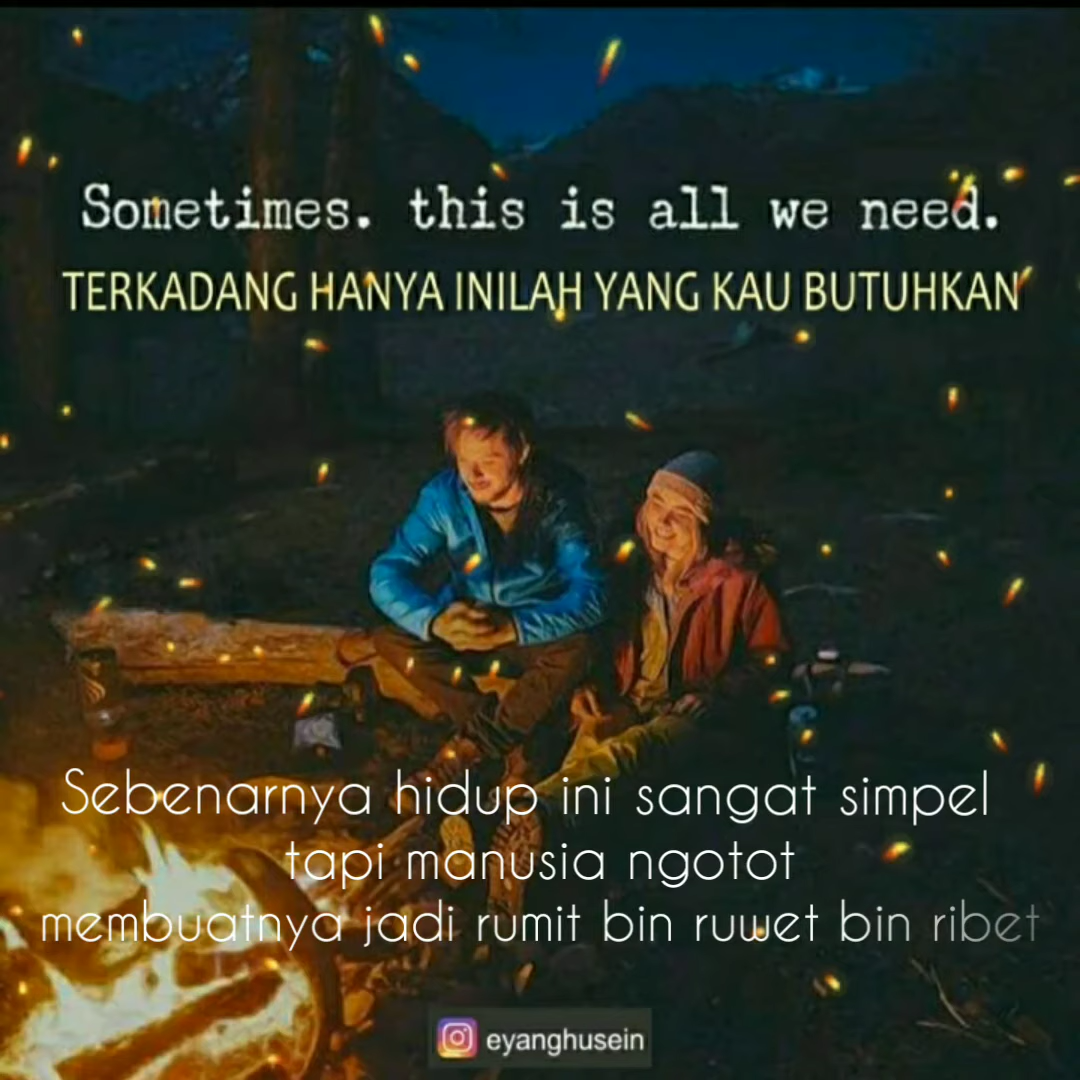 Sometimes. this is all we need.
TERKADANG HANYA INILAH YANG KAU BUTUHKAN
Sebenarnya hidup ini sangat simpel
tapi manusia ngotot
membuatnya jadi rumit bin ruwet bin ribet
eyanghusein